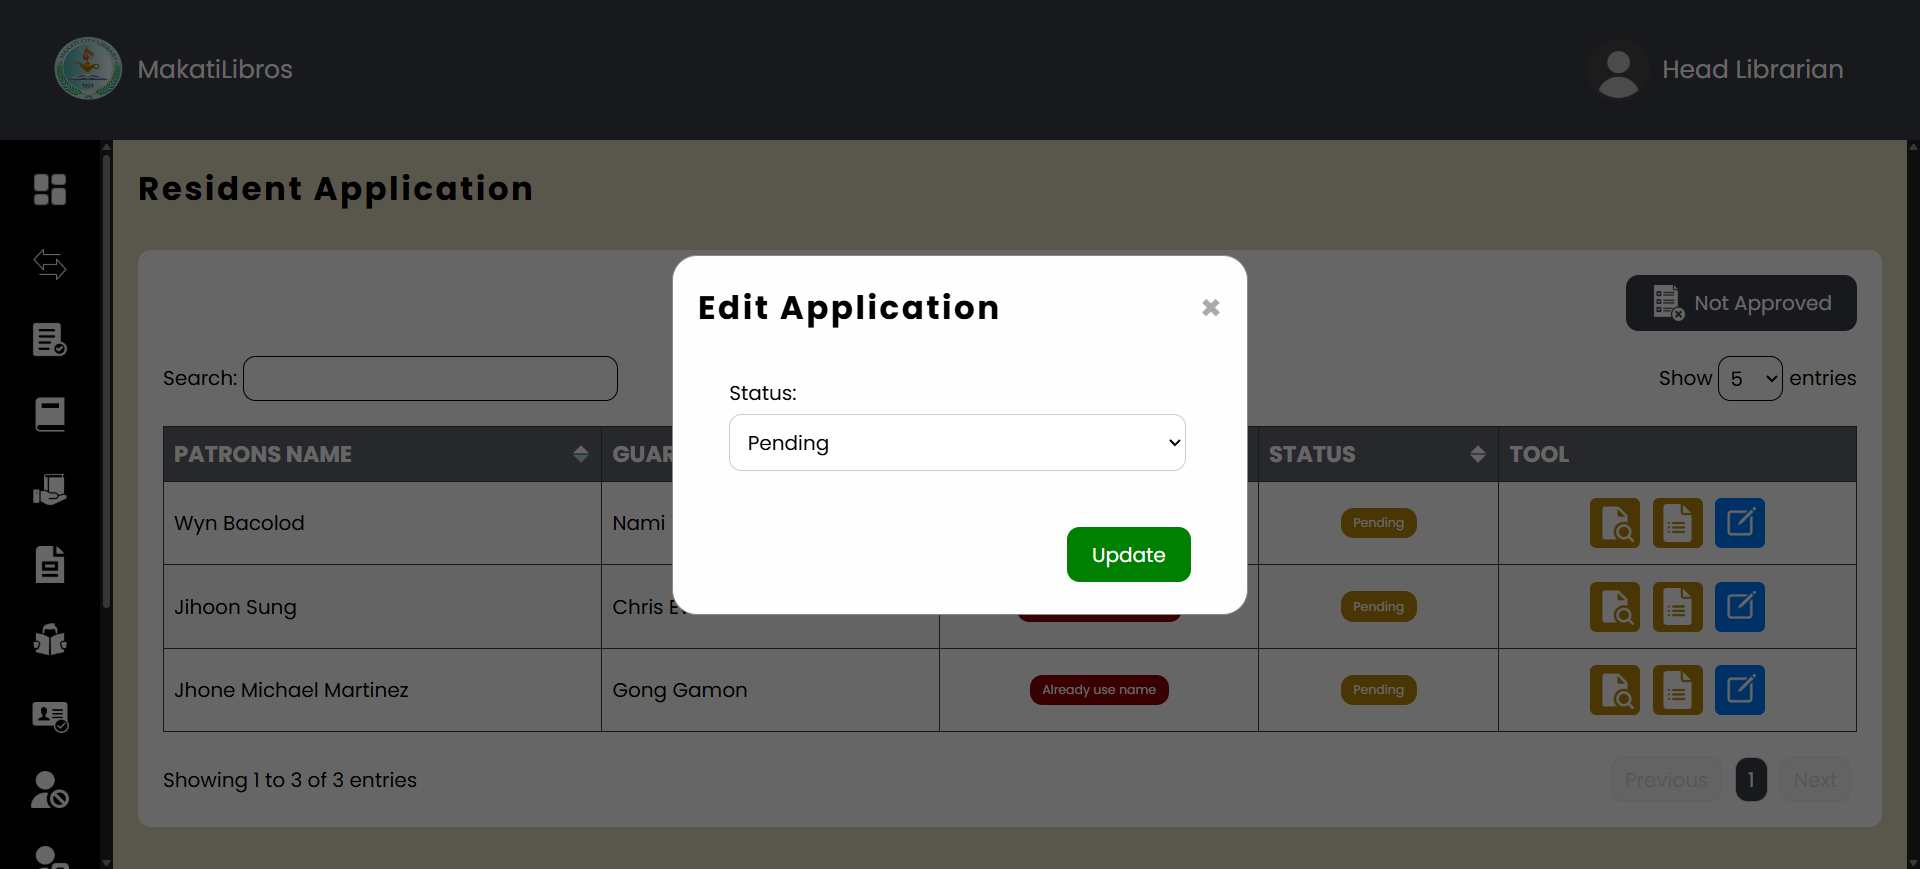 MakatiLibros
Head Librarian
Resident Application
Not Approved
Edit Application
Status:
Pending
Update
Search:
Show 5 entries
PATRONS NAME GUAR STATUS TOOL
Wyn Bacolod Nami Pending
Jihoon Sung Chris Pending
Jhone Michael Martinez Gong Gamon Already use name Pending
Showing 1 to 3 of 3 entries
Previous 1 Next